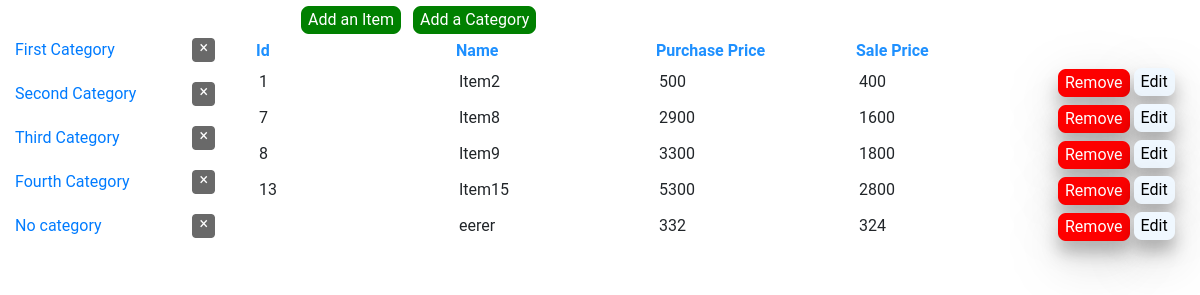 Add an Item Add a Category
First Category ×
Second Category ×
Third Category ×
Fourth Category ×
No category ×
Id Name Purchase Price Sale Price
1 Item2 500 400 Remove Edit
7 Item8 2900 1600 Remove Edit
8 Item9 3300 1800 Remove Edit
13 Item15 5300 2800 Remove Edit
eerer 332 324 Remove Edit